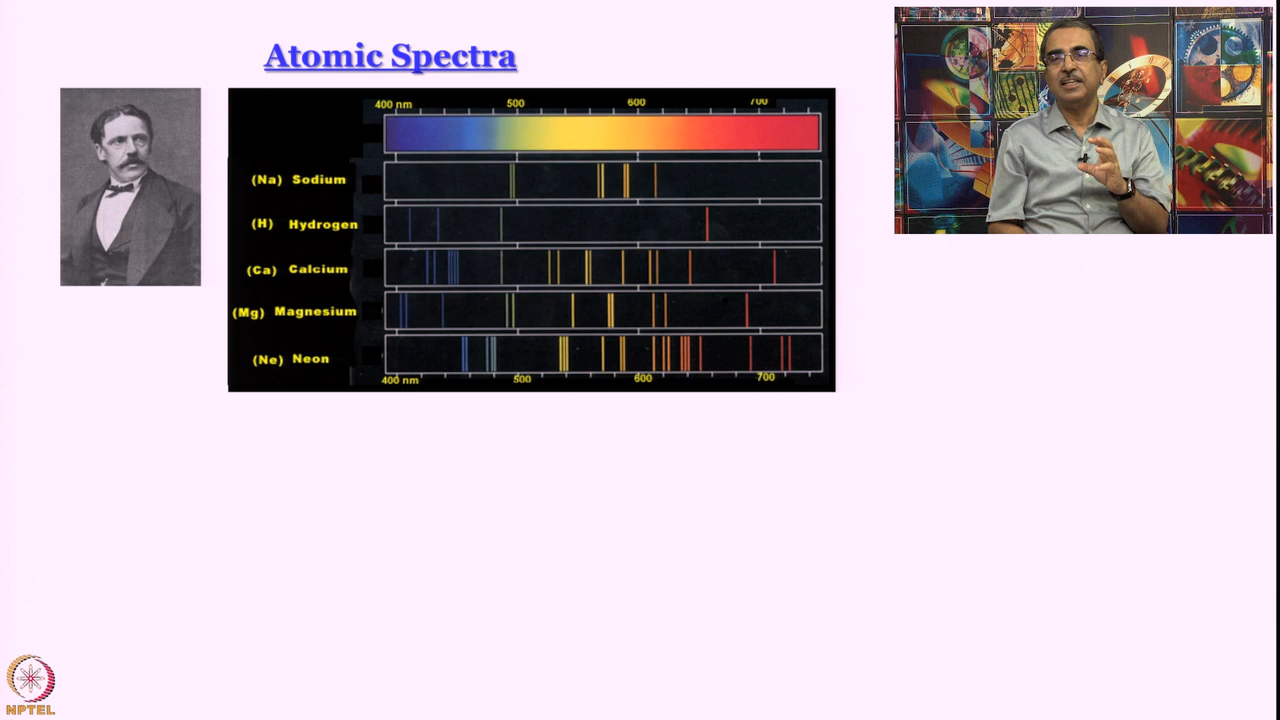 Atomic Spectra
400 nm 500 600 700
(Na) Sodium
(H) Hydrogen
(Ca) Calcium
(Mg) Magnesium
(Ne) Neon
400 nm 500 600 700
NPTEL